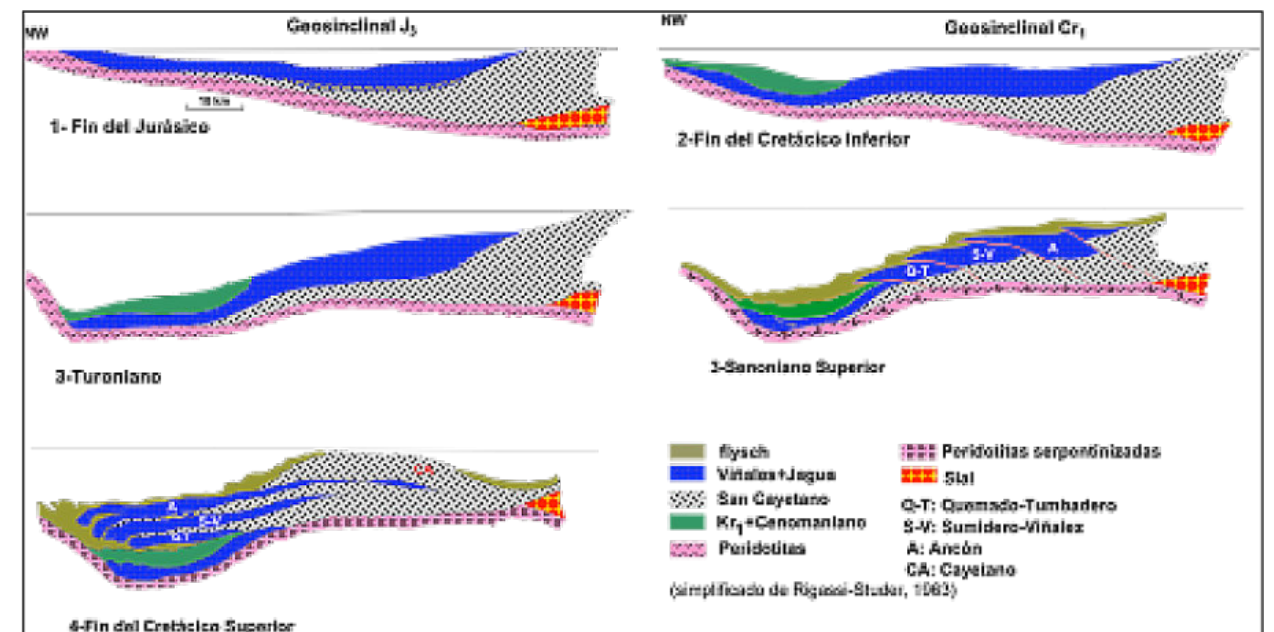 NW
Geosinclinal J3
10 km
1- Fin del Jurásico
NW
Geosinclinal Cr1
2-Fin del Cretácico Inferior
3-Turoniano
Q-T
S-V
A
3-Senoniano Superior
CA
A
S-V
Q-T
4-Fin del Cretácico Superior
flysch
Viñales+Jagua
San Cayetano
Kr1+Cenomaniano
Peridotitas
Peridotitas serpentinizadas
Sial
Q-T: Quemado-Tumbadero
S-V: Sumidero-Viñalez
A: Ancón
CA: Cayetano
(simplificado de Rigassi-Studer, 1963)